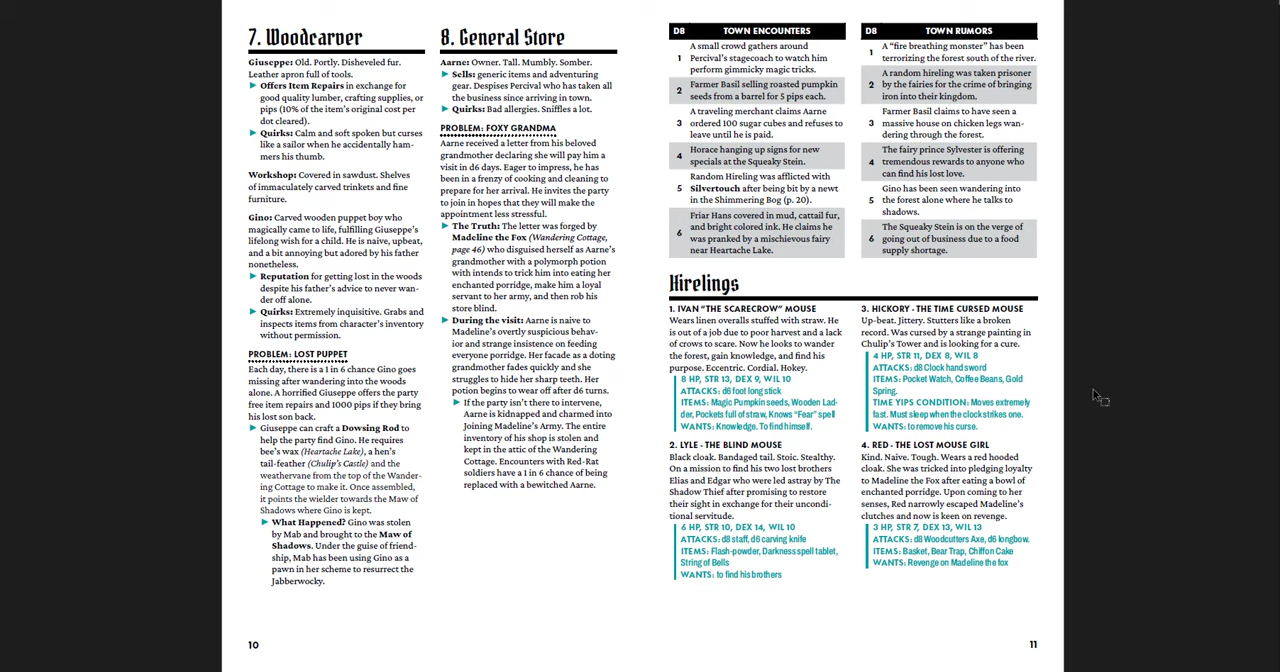 7. Woodcarver
Giuseppe: Old. Portly. Disheveled fur.
Leather apron full of tools.
► Offers Item Repairs in exchange for
good quality lumber, crafting supplies, or
pips (10% of the item's original cost per
dot cleared).
► Quirks: Calm and soft spoken but curses
like a sailor when he accidentally ham-
mers his thumb.
Workshop: Covered in sawdust. Shelves
of immaculately carved trinkets and fine
furniture.
Gino: Carved wooden puppet boy who
magically came to life, fulfilling Giuseppe's
lifelong wish for a child. He is naive, upbeat,
and a bit annoying but adored by his father
nonetheless.
► Reputation for getting lost in the woods
despite his father's advice to never wan-
der off alone.
► Quirks: Extremely inquisitive. Grabs and
inspects items from character's inventory
without permission.
PROBLEM: LOST PUPPET
Each day, there is a 1 in 6 chance Gino goes
missing after wandering into the woods
alone. A horrified Giuseppe offers the party
free item repairs and 1000 pips if they bring
his lost son back.
► Giuseppe can craft a Dowsing Rod to
help the party find Gino. He requires
bee's wax (Heartache Lake), a hen's
tail-feather (Chulip's Castle) and the
weathervane from the top of the Wander-
ing Cottage to make it. Once assembled,
it points the wielder towards the Maw of
Shadows where Gino is kept.
► What Happened? Gino was stolen
by Mab and brought to the Maw of
Shadows. Under the guise of friend-
ship, Mab has been using Gino as a
pawn in her scheme to resurrect the
Jabberwocky.
10
8. General Store
Aarne: Owner. Tall. Mumbly. Somber.
► Sells: generic items and adventuring
gear. Despises Percival who has taken all
the business since arriving in town.
► Quirks: Bad allergies. Sniffles a lot.
PROBLEM: FOXY GRANDMA
Aarne received a letter from his beloved
grandmother declaring she will pay him a
visit in d6 days. Eager to impress, he has
been in a frenzy of cooking and cleaning to
prepare for her arrival. He invites the party
to join in hopes that they will make the
appointment less stressful.
► The Truth: The letter was forged by
Madeline the Fox (Wandering Cottage,
page 46) who disguised herself as Aarne's
grandmother with a polymorph potion
with intends to trick him into eating her
enchanted porridge, make him a loyal
servant to her army, and then rob his
store blind.
► During the visit: Aarne is naive to
Madeline's overtly suspicious behav-
ior and strange insistence on feeding
everyone porridge. Her facade as a doting
grandmother fades quickly and she
struggles to hide her sharp teeth. Her
potion begins to wear off after d6 turns.
► If the party isn't there to intervene,
Aarne is kidnapped and charmed into
Joining Madeline's Army. The entire
inventory of his shop is stolen and
kept in the attic of the Wandering
Cottage. Encounters with Red-Rat
soldiers have a 1 in 6 chance of being
replaced with a bewitched Aarne.
D8 TOWN ENCOUNTERS
1 A small crowd gathers around
Percival's stagecoach to watch him
perform gimmicky magic tricks.
2 Farmer Basil selling roasted pumpkin
seeds from a barrel for 5 pips each.
3 A traveling merchant claims Aarne
ordered 100 sugar cubes and refuses to
leave until he is paid.
4 Horace hanging up signs for new
specials at the Squeaky Stein.
5 Random Hireling was afflicted with
Silvertouch after being bit by a newt
in the Shimmering Bog (p. 20).
6 Friar Hans covered in mud, cattail fur,
and bright colored ink. He claims he
was pranked by a mischievous fairy
near Heartache Lake.
D8 TOWN RUMORS
1 A "fire breathing monster" has been
terrorizing the forest south of the river.
2 A random hireling was taken prisoner
by the fairies for the crime of bringing
iron into their kingdom.
3 Farmer Basil claims to have seen a
massive house on chicken legs wan-
dering through the forest.
4 The fairy prince Sylvester is offering
tremendous rewards to anyone who
can find his lost love.
5 Gino has been seen wandering into
the forest alone where he talks to
shadows.
6 The Squeaky Stein is on the verge of
going out of business due to a food
supply shortage.
Hirelings
1. IVAN "THE SCARECROW" MOUSE
Wears linen overalls stuffed with straw. He
is out of a job due to poor harvest and a lack
of crows to scare. Now he looks to wander
the forest, gain knowledge, and find his
purpose. Eccentric. Cordial. Hokey.
8 HP, STR 13, DEX 9, WIL 10
ATTACKS: d6 foot long stick
ITEMS: Magic Pumpkin seeds, Wooden Lad-
der, Pockets full of straw, Knows "Fear" spell
WANTS: Knowledge. To find himself.
2. LYLE - THE BLIND MOUSE
Black cloak. Bandaged tail. Stoic. Stealthy.
On a mission to find his two lost brothers
Elias and Edgar who were led astray by The
Shadow Thief after promising to restore
their sight in exchange for their uncondi-
tional servitude.
6 HP, STR 10, DEX 14, WIL 10
ATTACKS: d8 staff, d6 carving knife
ITEMS: Flash-powder, Darkness spell tablet,
String of Bells
WANTS: to find his brothers
3. HICKORY - THE TIME CURSED MOUSE
Up-beat. Jittery. Stutters like a broken
record. Was cursed by a strange painting in
Chulip's Tower and is looking for a cure.
4 HP, STR 11, DEX 8, WIL 8
ATTACKS: d8 Clock hand sword
ITEMS: Pocket Watch, Coffee Beans, Gold
Spring.
TIME YIPS CONDITION: Moves extremely
fast. Must sleep when the clock strikes one.
WANTS: to remove his curse.
4. RED - THE LOST MOUSE GIRL
Kind. Naive. Tough. Wears a red hooded
cloak. She was tricked into pledging loyalty
to Madeline the Fox after eating a bowl of
enchanted porridge. Upon coming to her
senses, Red narrowly escaped Madeline's
clutches and now is keen on revenge.
3 HP, STR 7, DEX 13, WIL 13
ATTACKS: d8 Woodcutters Axe, d6 longbow.
ITEMS: Basket, Bear Trap, Chiffon Cake
WANTS: Revenge on Madeline the fox
11